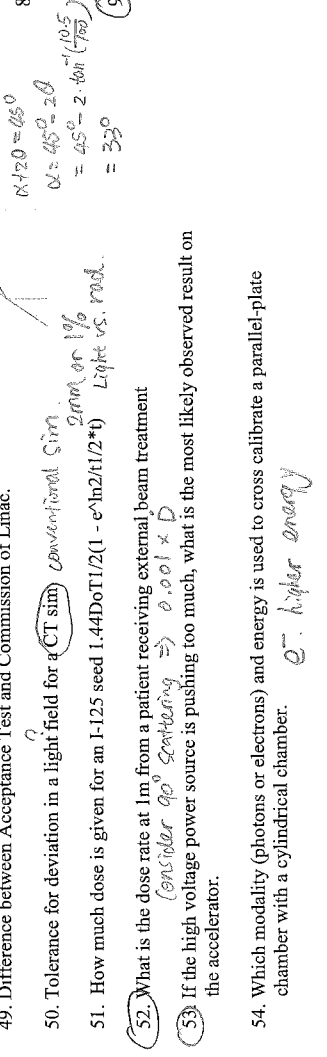 49. Difference between Acceptance Test and Commission of Linac.
50. Tolerance for deviation in a light field for a CT sim) conventional sim.
?
2mm or 1%
Light vs. rad.
51. How much dose is given for an I-125 seed 1.44DoT1/2(1 - e^ln2/t1/2*t)
52. What is the dose rate at 1m from a patient receiving external beam treatment
Consider 90° scattering ⇒ 0.001 × D
53. If the high voltage power source is pushing too much, what is the most likely observed result on
the accelerator.
54. Which modality (photons or electrons) and energy is used to cross calibrate a parallel-plate
chamber with a cylindrical chamber.
e⁻. higher energy
α+2θ = 45°
α = 45° - 2θ
= 45° - 2·tan⁻¹(10.5/100)
= 33°